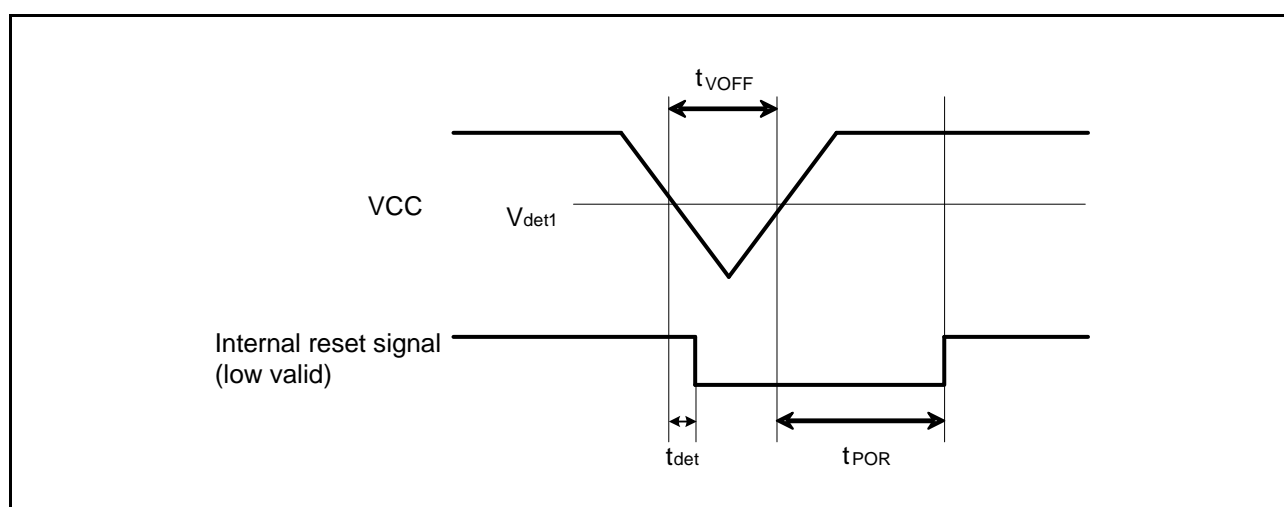 tVOFF
VCC
Vdet1
Internal reset signal
(low valid)
tdet
tPOR